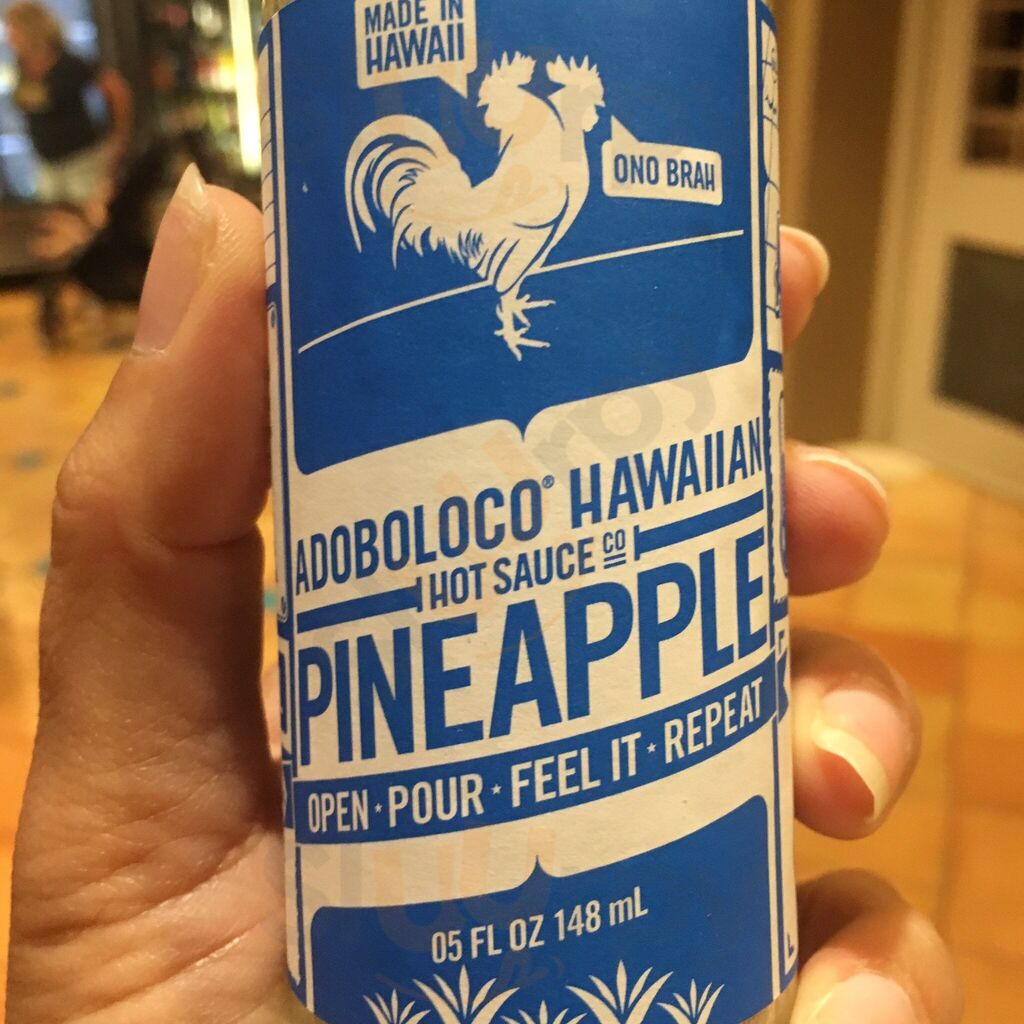 MADE IN
HAWAII
ONO BRAH
ADOBOLOCO® HAWAIIAN
HOT SAUCE CO
PINEAPPLE
OPEN * POUR * FEEL IT * REPEAT
05 FL OZ 148 mL